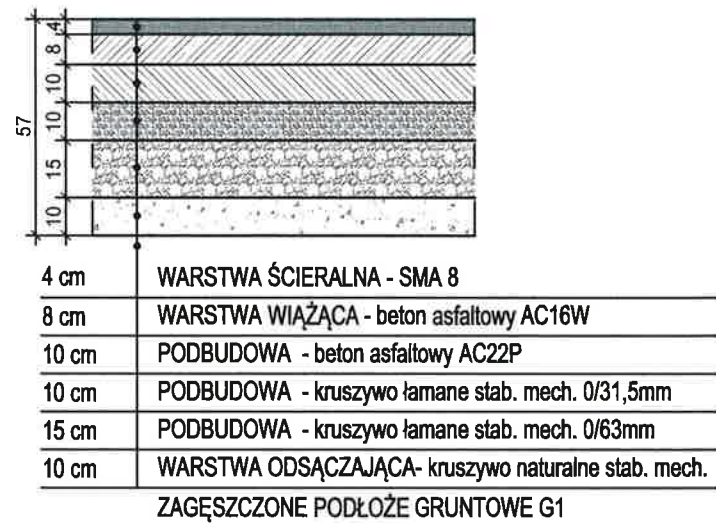 57
4
8
10
10
15
10
4 cm WARSTWA ŚCIERALNA - SMA 8
8 cm WARSTWA WIĄŻĄCA - beton asfaltowy AC16W
10 cm PODBUDOWA - beton asfaltowy AC22P
10 cm PODBUDOWA - kruszywo łamane stab. mech. 0/31,5mm
15 cm PODBUDOWA - kruszywo łamane stab. mech. 0/63mm
10 cm WARSTWA ODSĄCZAJĄCA- kruszywo naturalne stab. mech.
ZAGĘSZCZONE PODŁOŻE GRUNTOWE G1